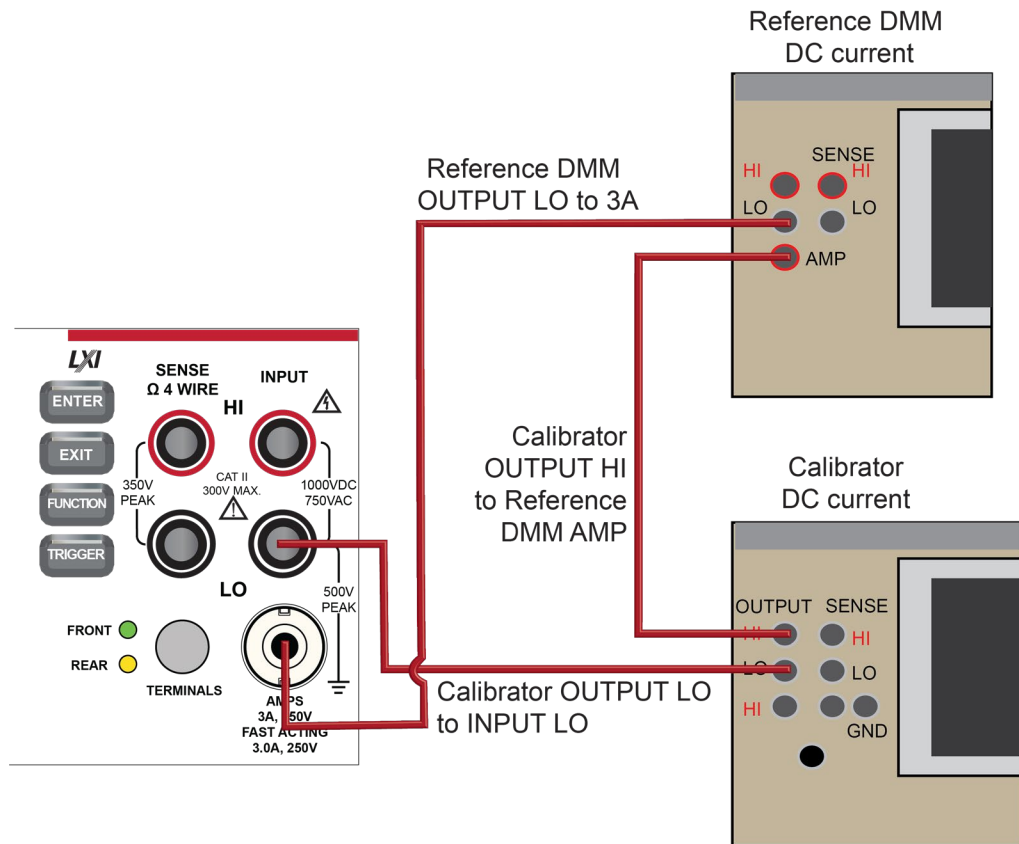 Reference DMM
DC current
SENSE
HI
HI
LO
LO
AMP
Reference DMM
OUTPUT LO to 3A
LXI
SENSE
Ω 4 WIRE
INPUT
HI
ENTER
EXIT
FUNCTION
TRIGGER
350V
PEAK
CAT II
300V MAX.
1000VDC
750VAC
LO
500V
PEAK
FRONT
REAR
TERMINALS
AMPS
3A, 250V
FAST ACTING
3.0A, 250V
Calibrator
OUTPUT HI
to Reference
DMM AMP
Calibrator OUTPUT LO
to INPUT LO
Calibrator
DC current
OUTPUT
SENSE
HI
HI
LO
LO
HI
GND